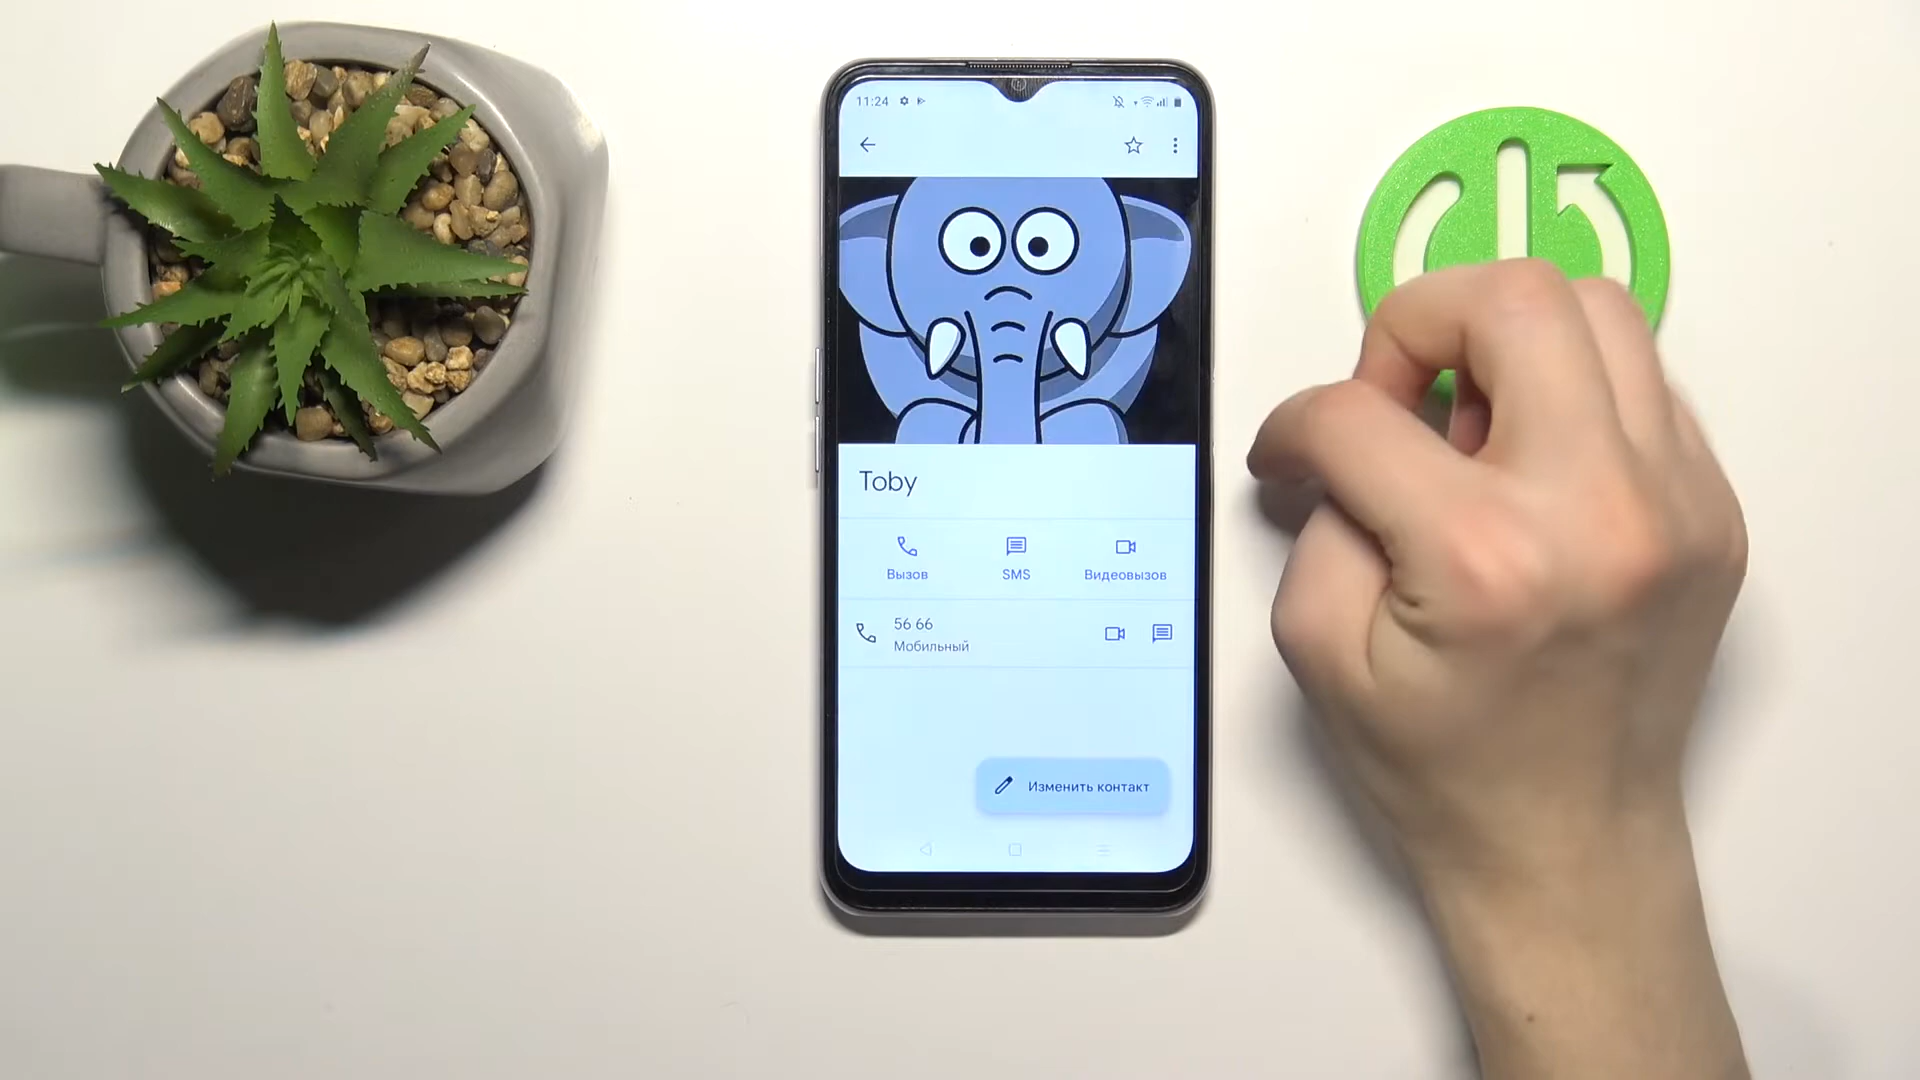 11:24
Toby
Вызов
SMS
Видеовызов
56 66
Мобильный
Изменить контакт